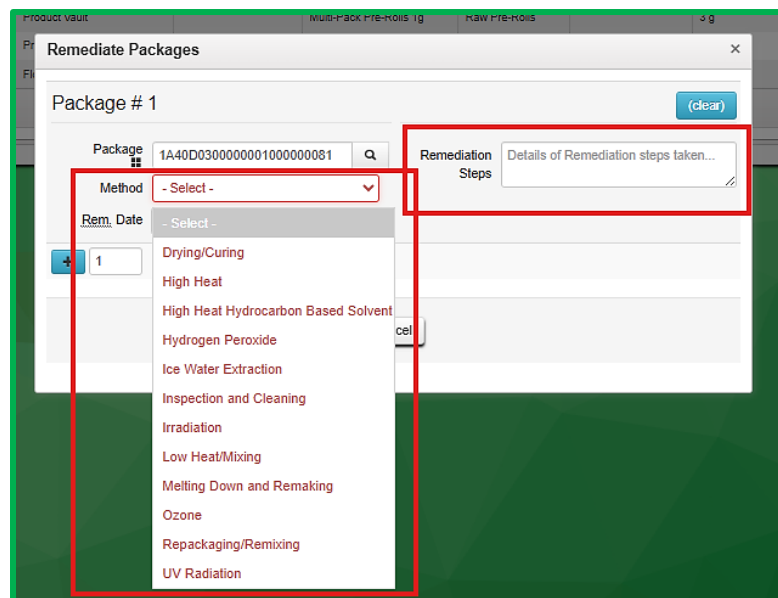 Product Vault Multi-Pack Pre-Rolls 1g Raw Pre-Rolls 3 g
Remediate Packages ×
Package # 1 (clear)
Package 1A40D0300000001000000081
Remediation Steps Details of Remediation steps taken...
Method - Select -
Rem. Date - Select -
Drying/Curing
1
High Heat
High Heat Hydrocarbon Based Solvent
Hydrogen Peroxide
Ice Water Extraction
Inspection and Cleaning
Irradiation
Low Heat/Mixing
Melting Down and Remaking
Ozone
Repackaging/Remixing
UV Radiation